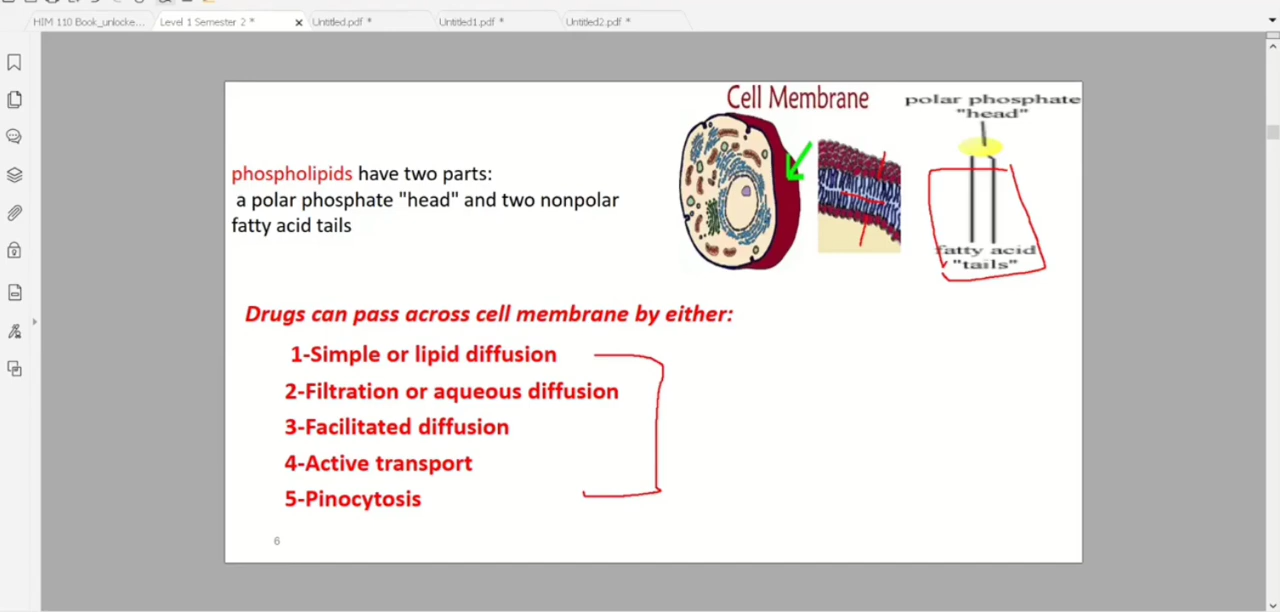 HIM 110 Book_unlocke...
Level 1 Semester 2 *
Untitled.pdf *
Untitled1.pdf *
Untitled2.pdf *
Cell Membrane
polar phosphate
"head"
phospholipids have two parts:
a polar phosphate "head" and two nonpolar
fatty acid tails
fatty acid
"tails"
Drugs can pass across cell membrane by either:
1-Simple or lipid diffusion
2-Filtration or aqueous diffusion
3-Facilitated diffusion
4-Active transport
5-Pinocytosis
6